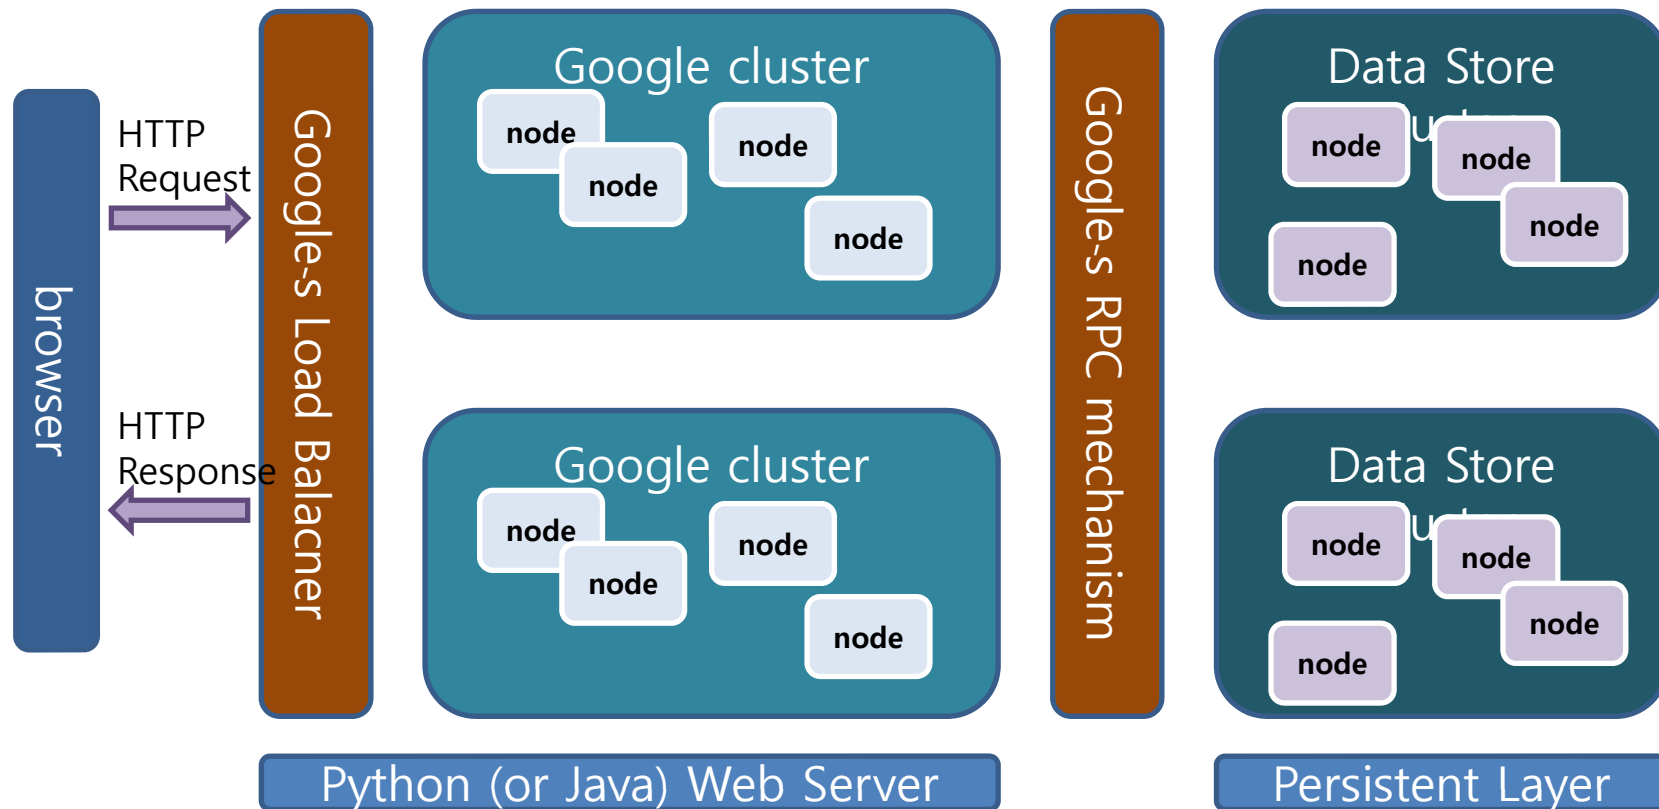 browser
HTTP
Request
HTTP
Response
Google-s Load Balacner
Google cluster
node
node
node
node
Google cluster
node
node
node
node
Google-s RPC mechanism
Data Store
node
node
node
node
Data Store
node
node
node
node
Python (or Java) Web Server
Persistent Layer